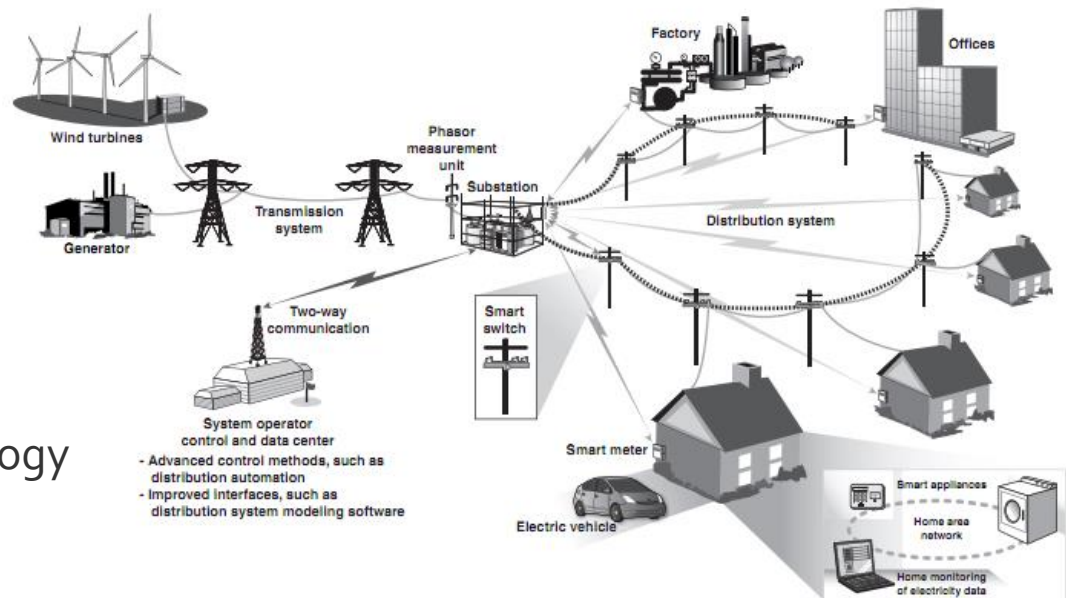 Factory
Offices
Wind turbines
Phasor
measurement
unit
Substation
Transmission
system
Distribution system
Generator
Two-way
communication
Smart
switch
System operator
control and data center
- Advanced control methods, such as
distribution automation
- Improved interfaces, such as
distribution system modeling software
ogy
Smart meter
Electric vehicle
Smart appliances
Home area
network
Home monitoring
of electricity data